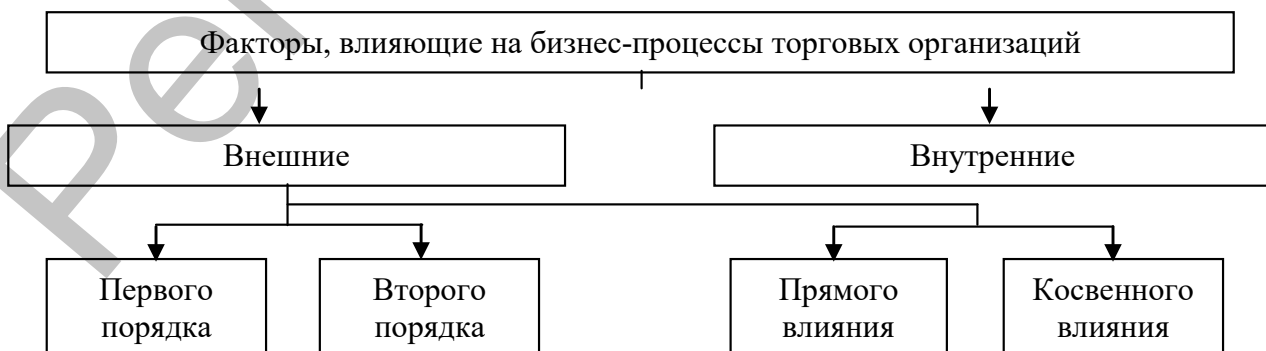 Факторы, влияющие на бизнес-процессы торговых организаций
Внешние
Внутренние
Первого
порядка
Второго
порядка
Прямого
влияния
Косвенного
влияния